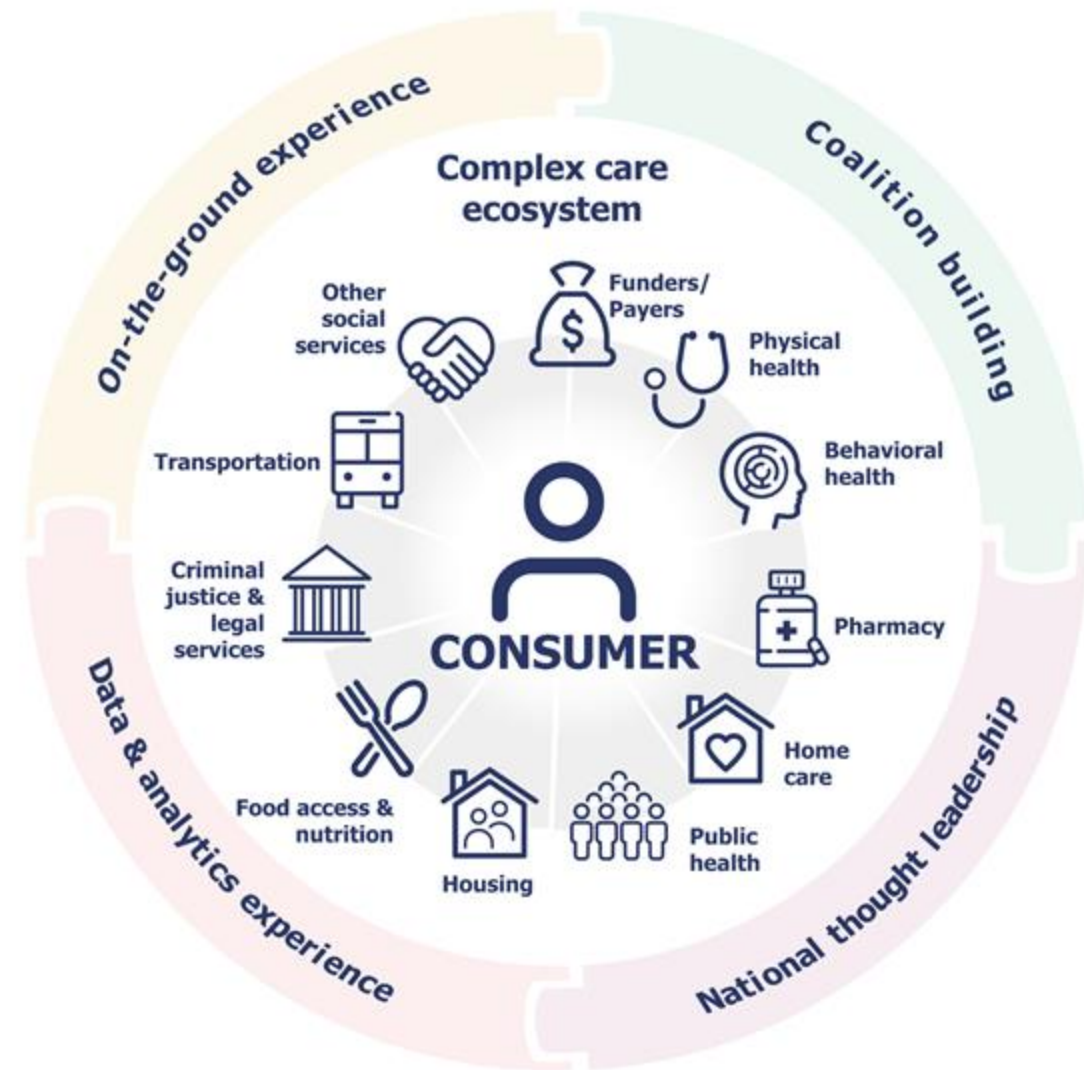 On-the-ground experience
Coalition building
Complex care
ecosystem
Funders/
Payers
$
Physical
health
Behavioral
health
Pharmacy
Home
care
Public
health
Housing
Food access &
nutrition
Criminal
justice &
legal
services
Transportation
Other
social
services
CONSUMER
Data & analytics experience
National thought leadership